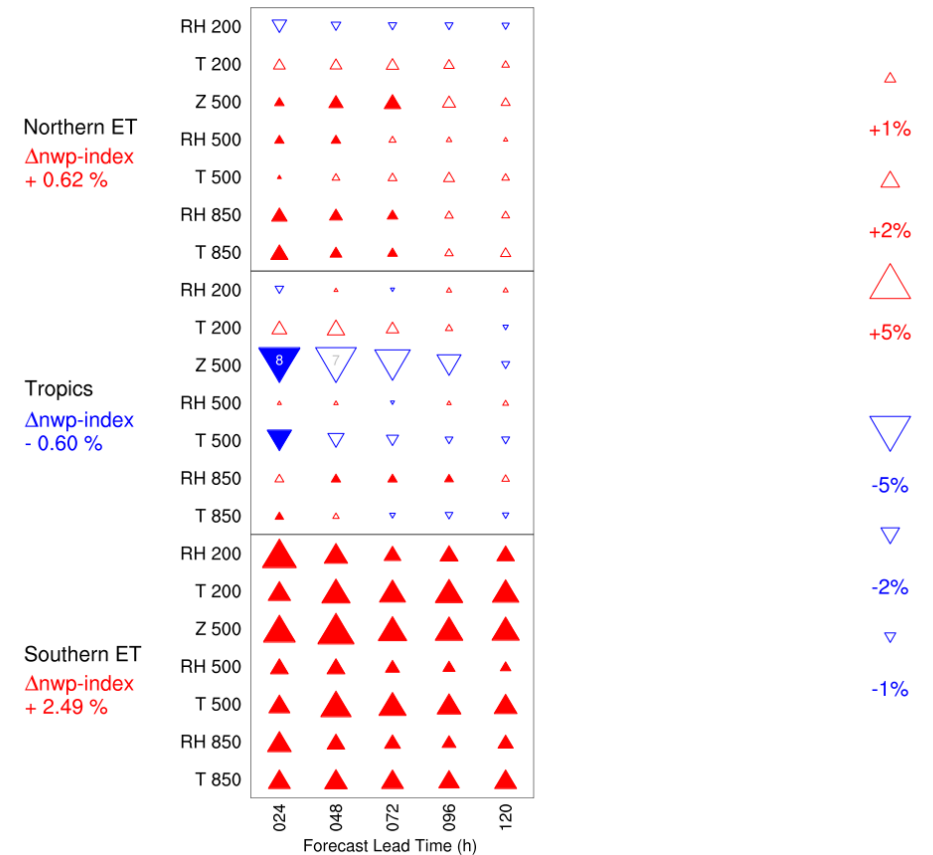 RH 200
T 200
Z 500
RH 500
T 500
RH 850
T 850
Northern ET
Δnwp-index
+ 0.62 %
RH 200
T 200
Z 500
8
7
RH 500
T 500
RH 850
T 850
Tropics
Δnwp-index
- 0.60 %
RH 200
T 200
Z 500
RH 500
T 500
RH 850
T 850
Southern ET
Δnwp-index
+ 2.49 %
024
048
072
096
120
Forecast Lead Time (h)
+1%
+2%
+5%
-5%
-2%
-1%